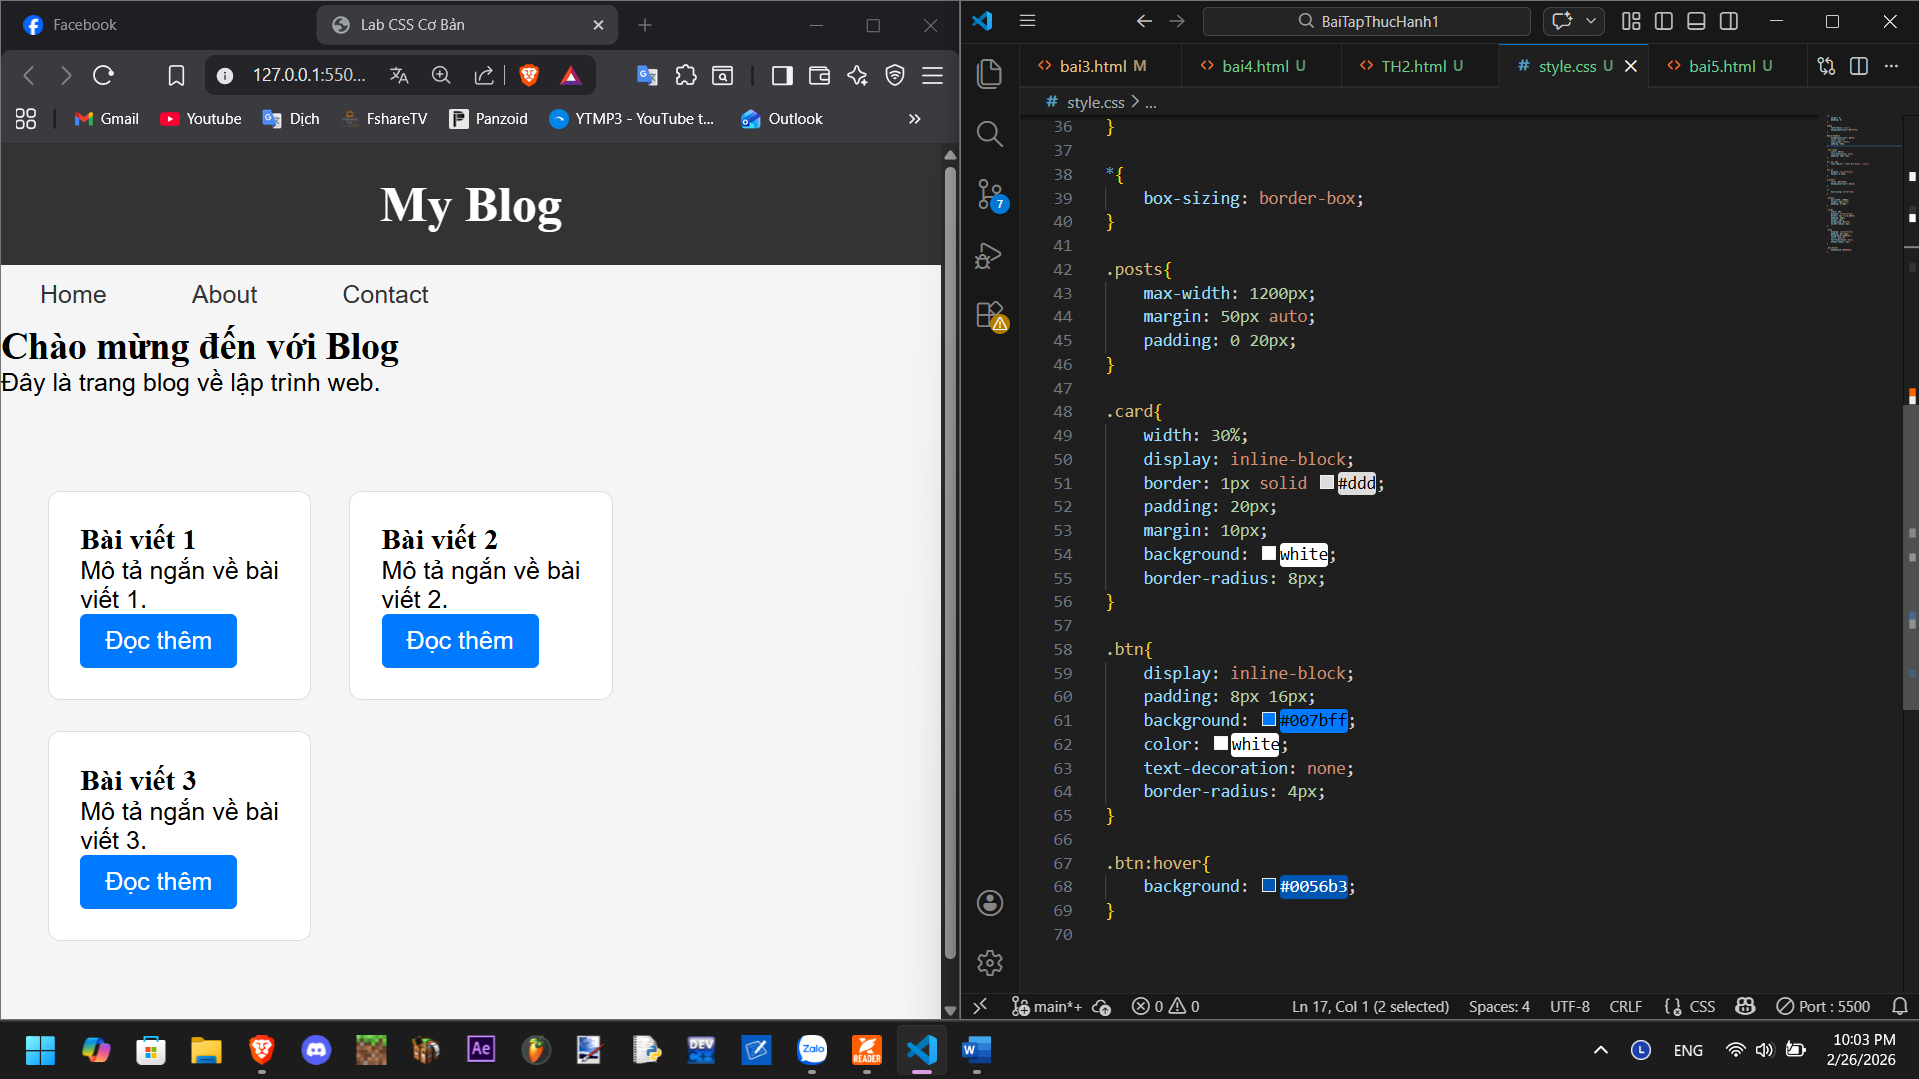 Facebook
Lab CSS Cơ Bản
127.0.0.1:550...
Gmail
Youtube
Dịch
FshareTV
Panzoid
YTMP3 - YouTube t...
Outlook
My Blog
Home About Contact
Chào mừng đến với Blog
Đây là trang blog về lập trình web.
Bài viết 1
Mô tả ngắn về bài
viết 1.
Đọc thêm
Bài viết 2
Mô tả ngắn về bài
viết 2.
Đọc thêm
Bài viết 3
Mô tả ngắn về bài
viết 3.
Đọc thêm
BaiTapThucHanh1
bai3.html M
bai4.html U
TH2.html U
# style.css U
bai5.html U
# style.css > ...
7
36 }
37
38 *{
39 box-sizing: border-box;
40 }
41
42 .posts{
43 max-width: 1200px;
44 margin: 50px auto;
45 padding: 0 20px;
46 }
47
48 .card{
49 width: 30%;
50 display: inline-block;
51 border: 1px solid #ddd;
52 padding: 20px;
53 margin: 10px;
54 background: white;
55 border-radius: 8px;
56 }
57
58 .btn{
59 display: inline-block;
60 padding: 8px 16px;
61 background: #007bff;
62 color: white;
63 text-decoration: none;
64 border-radius: 4px;
65 }
66
67 .btn:hover{
68 background: #0056b3;
69 }
70
main*+ 0 0 Ln 17, Col 1 (2 selected) Spaces: 4 UTF-8 CRLF {} CSS Port : 5500
Ae
DEV
Zalo
READER
W
L
ENG
10:03 PM
2/26/2026